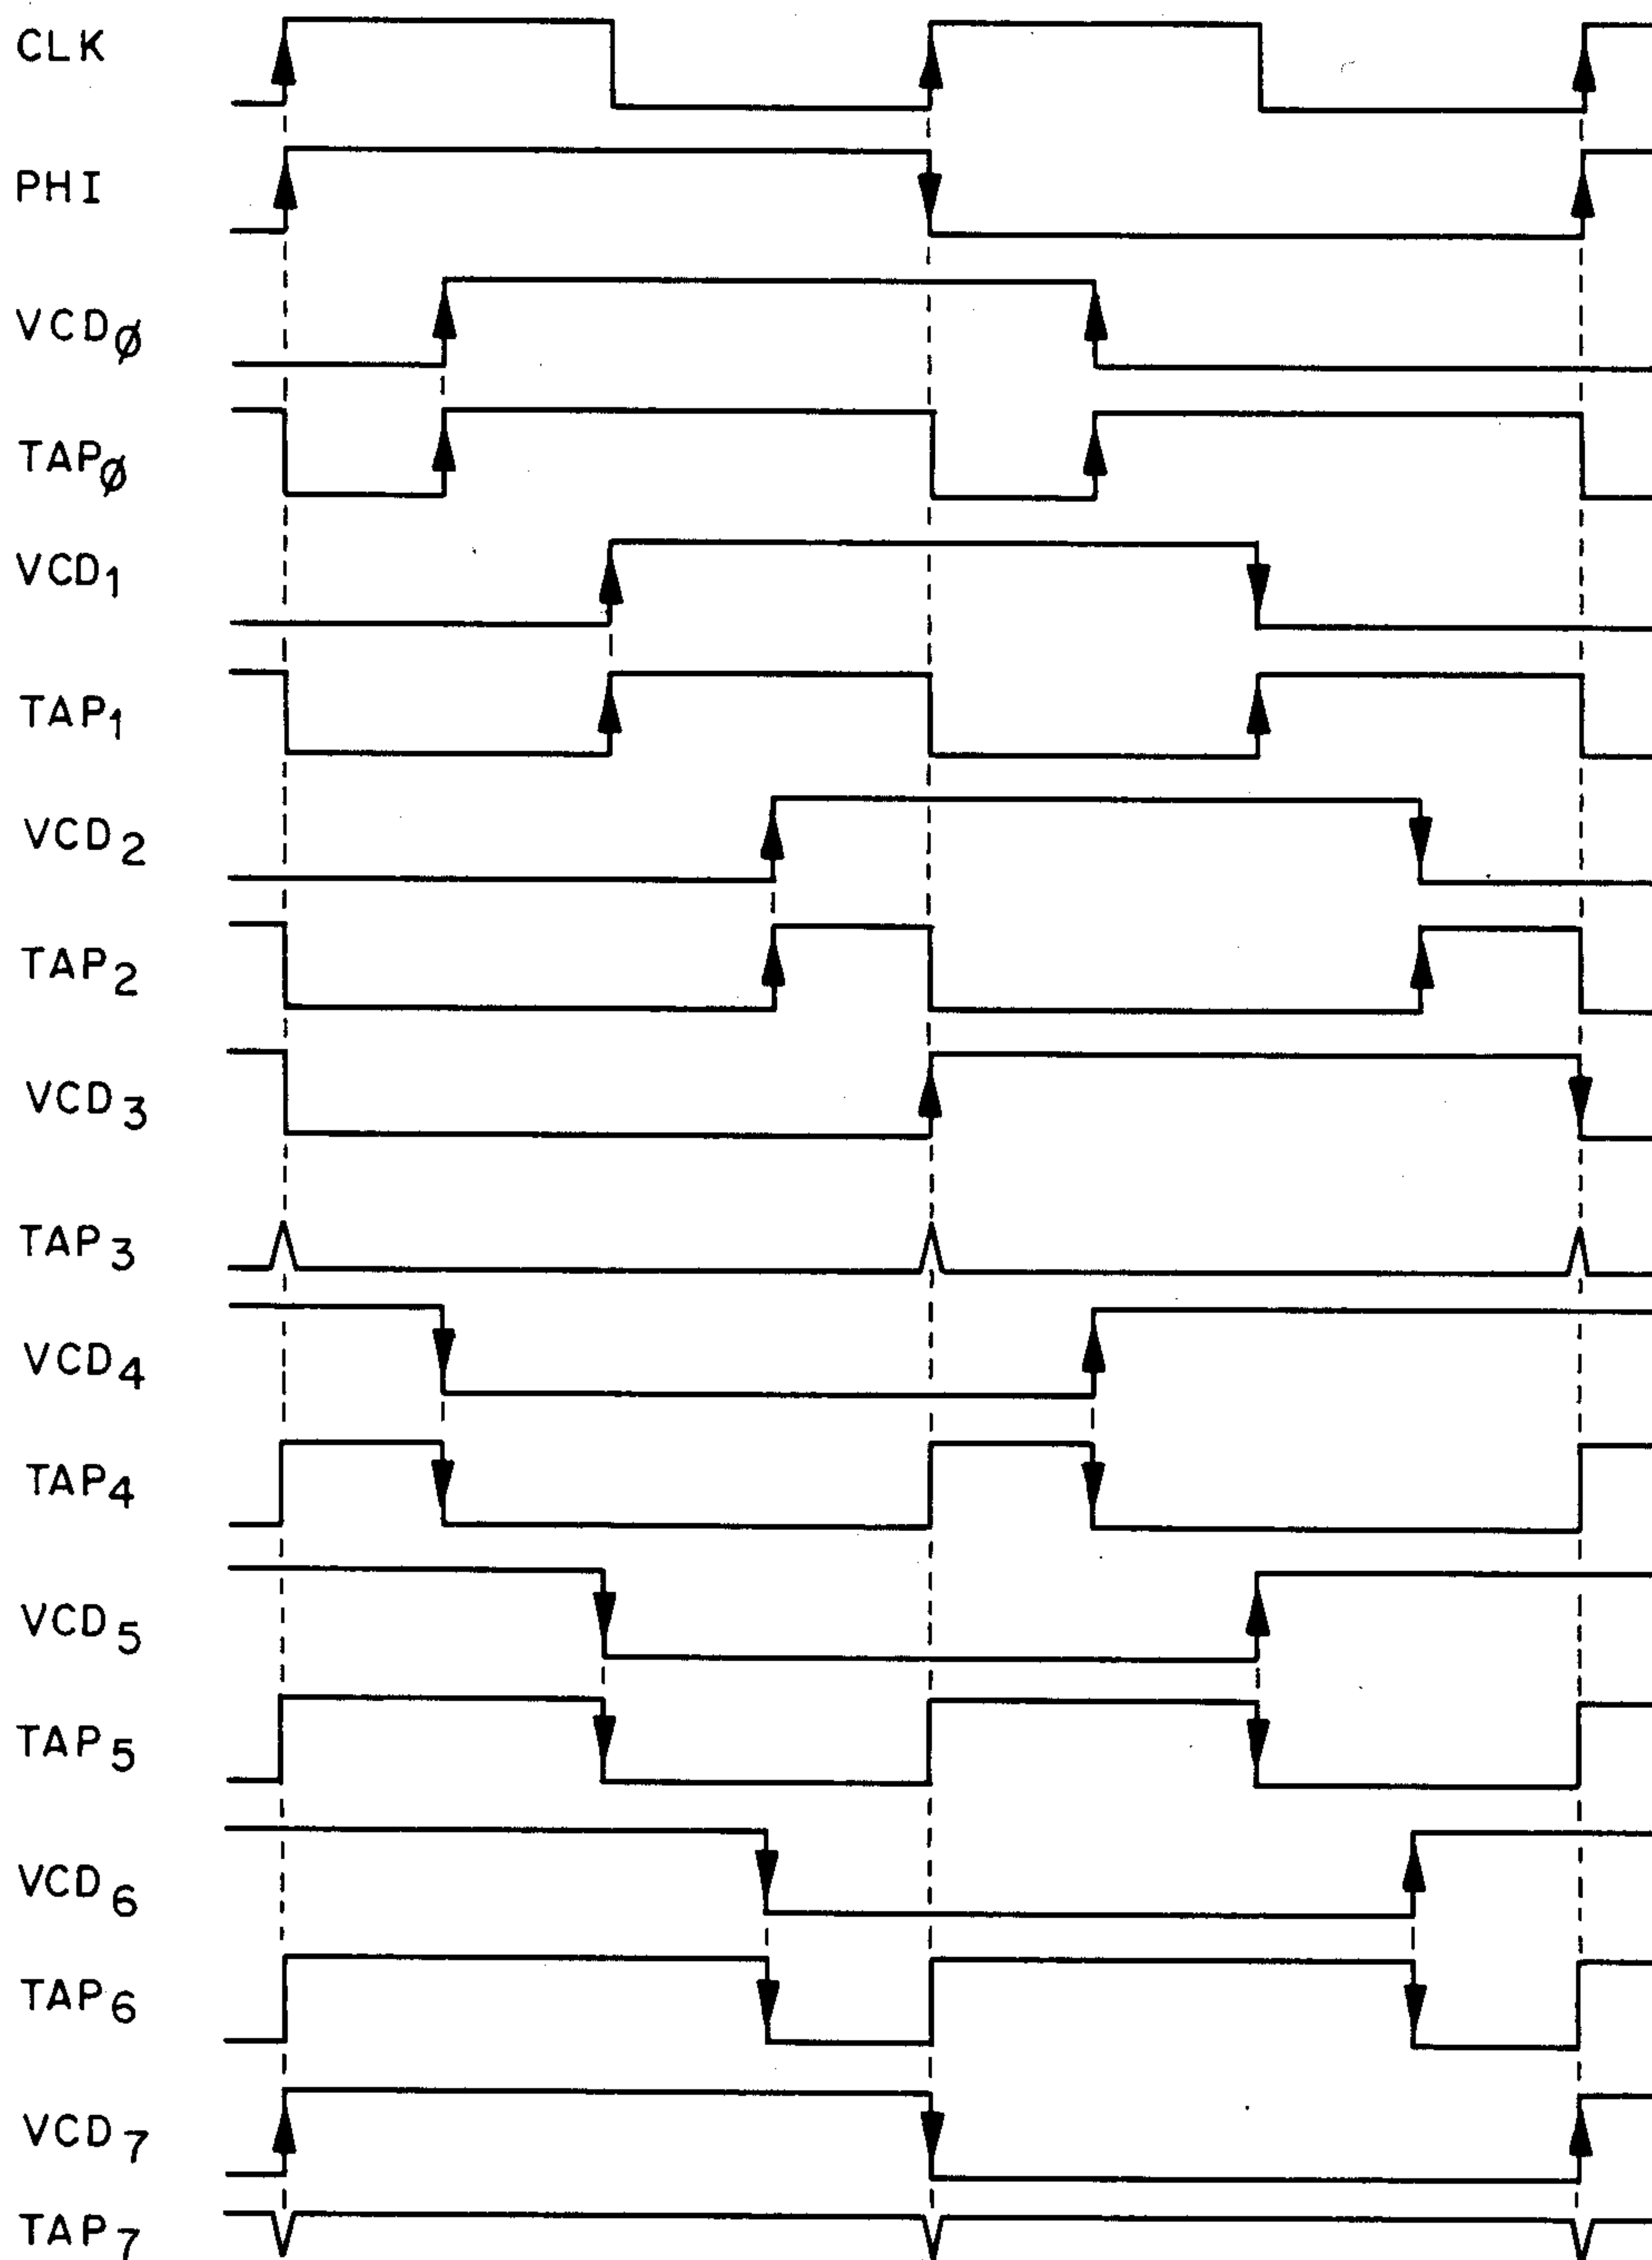 CLK
PHI
VCDØ
TAPØ
VCD1
TAP1
VCD2
TAP2
VCD3
TAP3
VCD4
TAP4
VCD5
TAP5
VCD6
TAP6
VCD7
TAP7